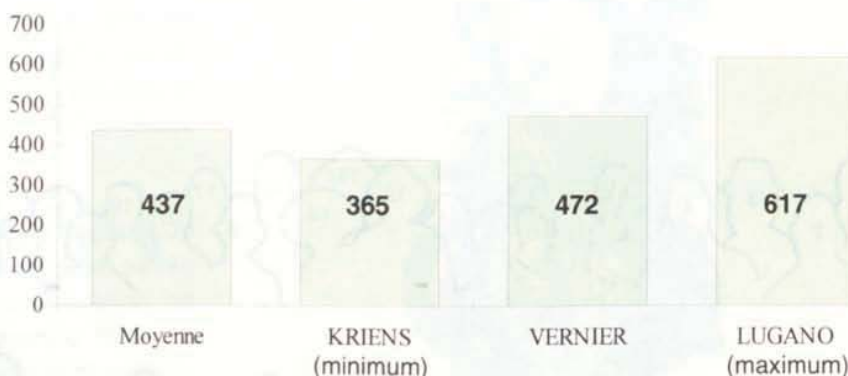 700
600
500
400
300
200
100
0
437
365
472
617
Moyenne
KRIENS
(minimum)
VERNIER
LUGANO
(maximum)